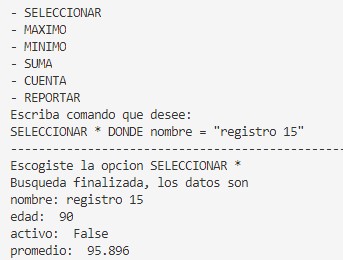 - SELECCIONAR
- MAXIMO
- MINIMO
- SUMA
- CUENTA
- REPORTAR
Escriba comando que desee:
SELECCIONAR * DONDE nombre = "registro 15"
------------------------------------------------
Escogiste la opcion SELECCIONAR *
Busqueda finalizada, los datos son
nombre: registro 15
edad:  90
activo:  False
promedio:  95.896